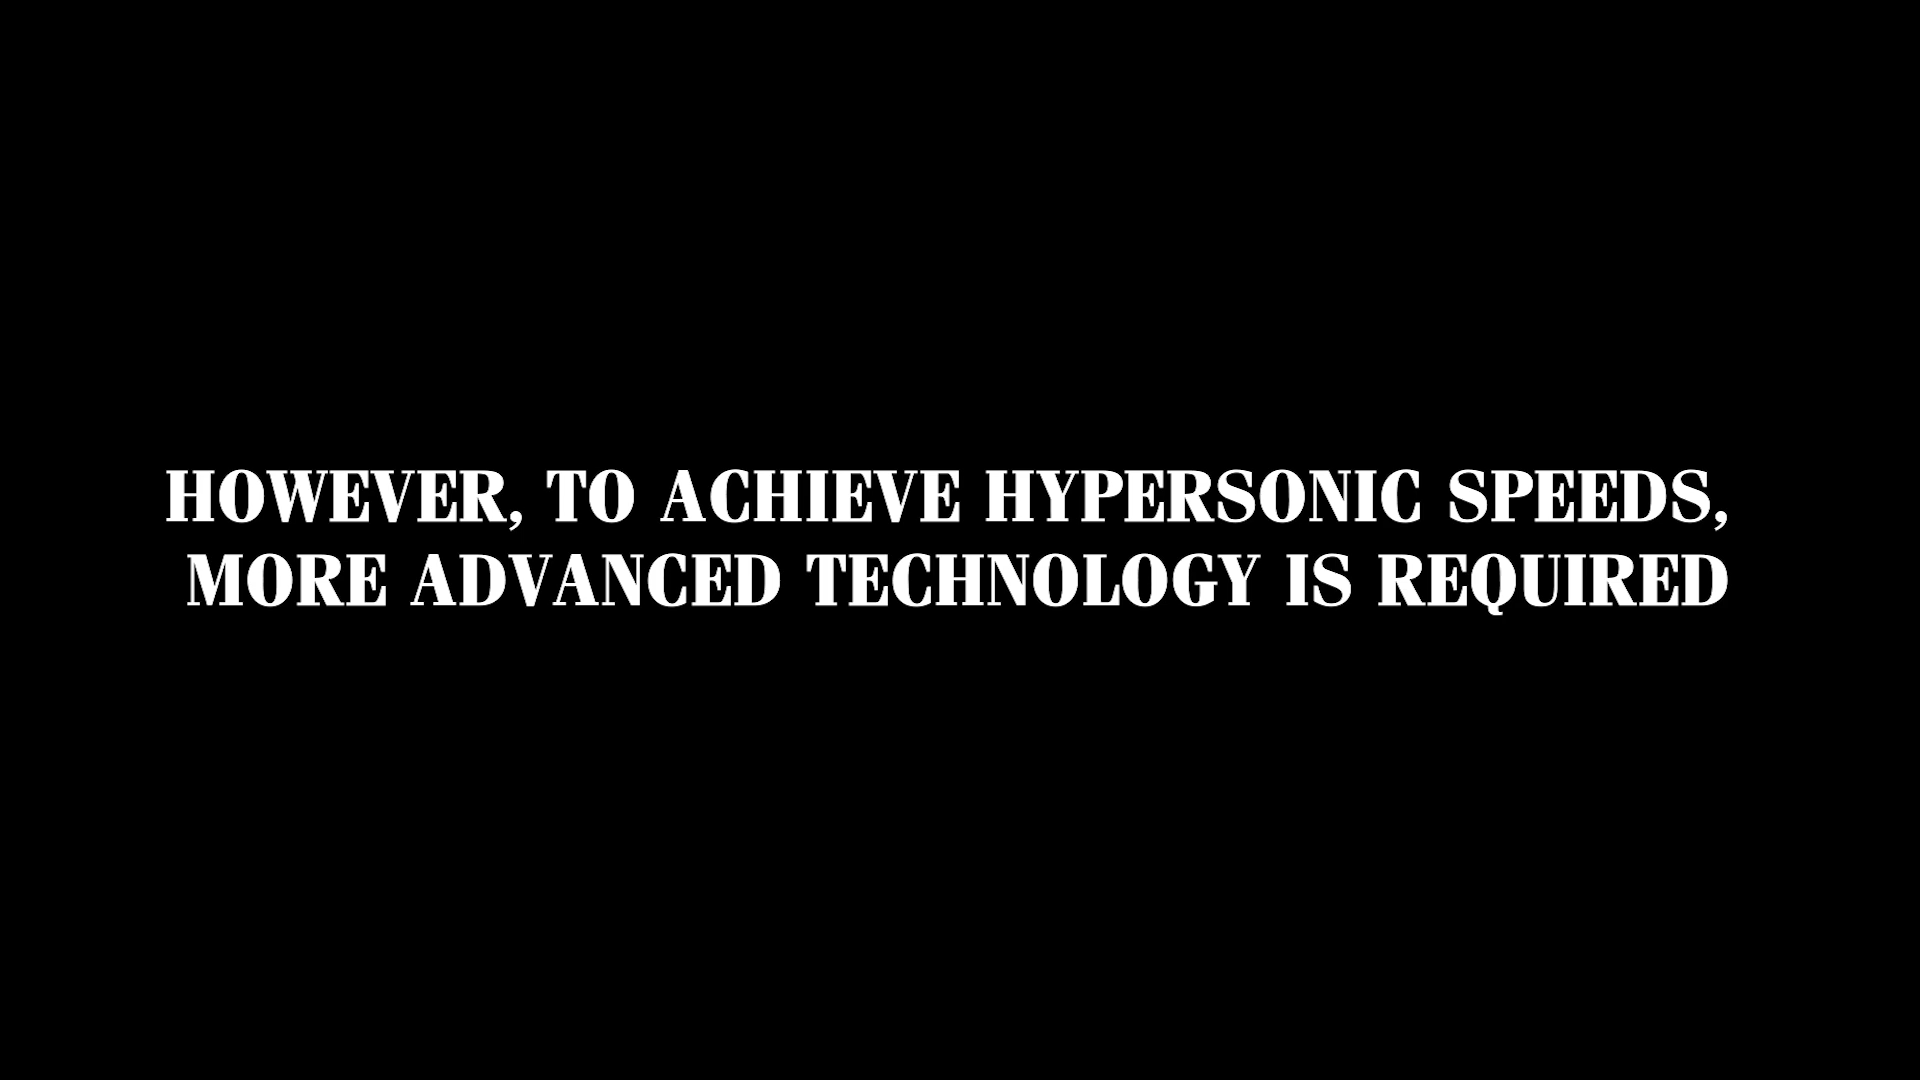 HOWEVER, TO ACHIEVE HYPERSONIC SPEEDS,
MORE ADVANCED TECHNOLOGY IS REQUIRED